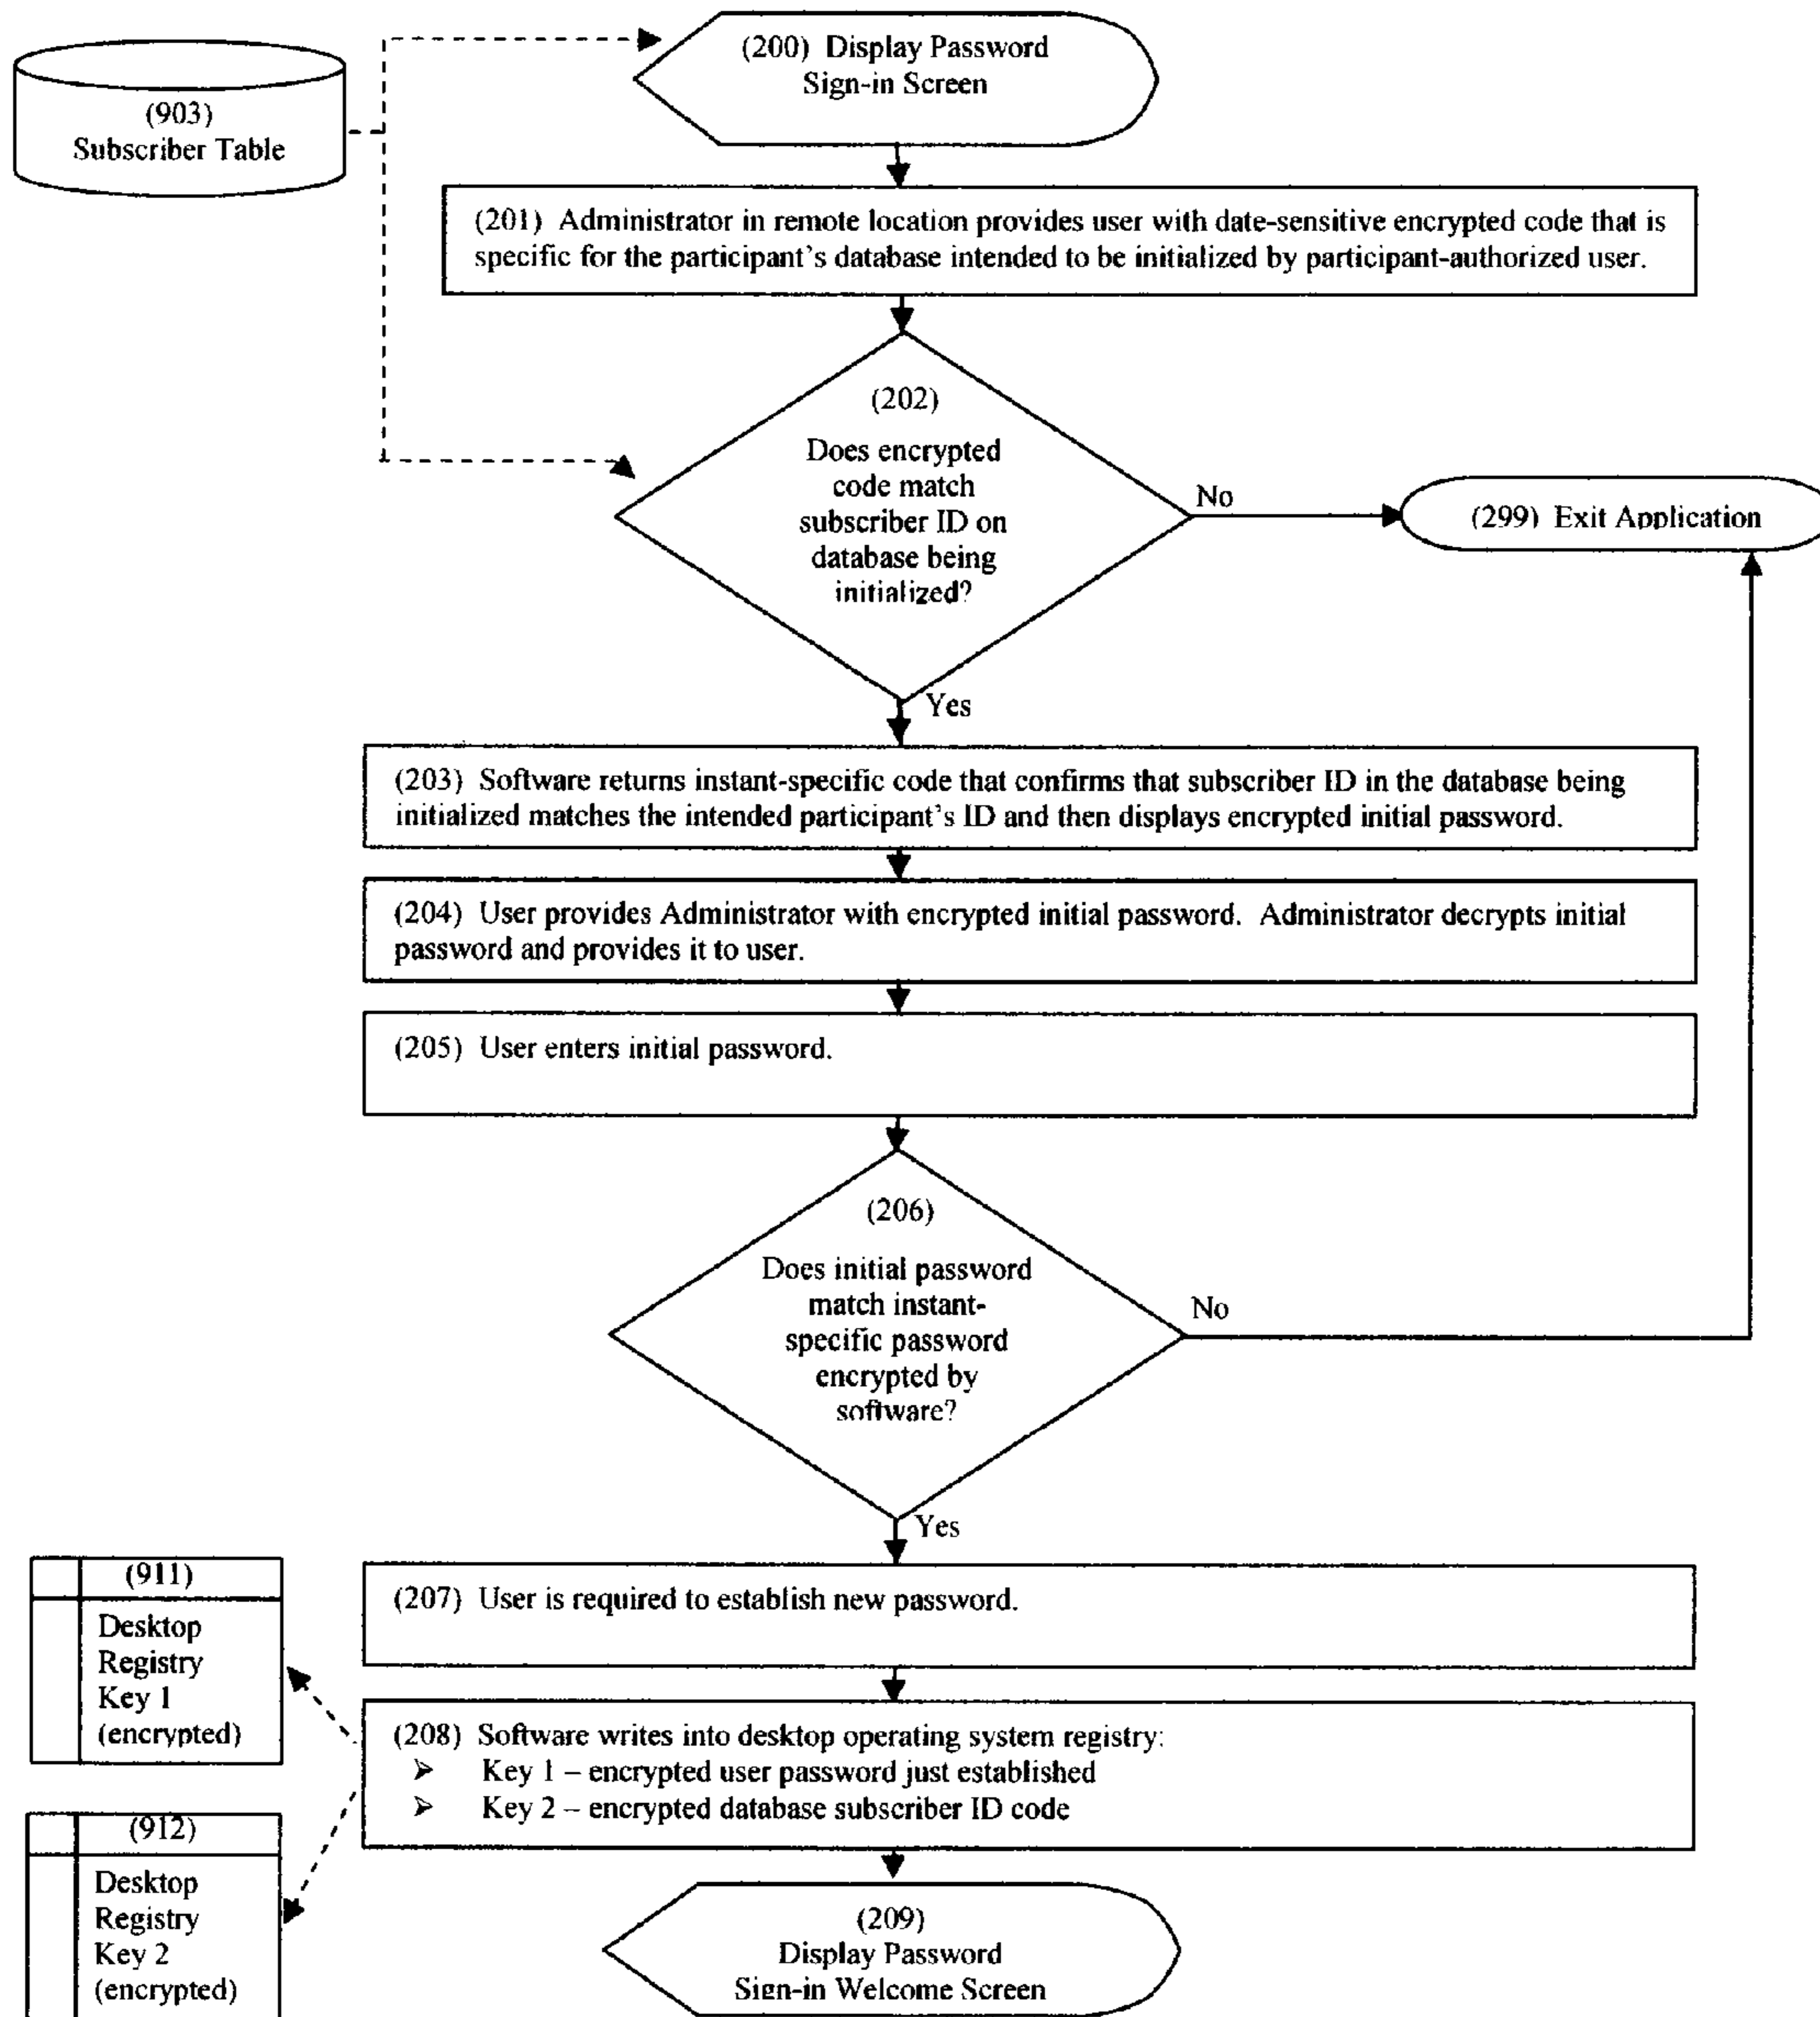 (903)
Subscriber Table
(200) Display Password
Sign-in Screen
(201) Administrator in remote location provides user with date-sensitive encrypted code that is
specific for the participant's database intended to be initialized by participant-authorized user.
(202)
Does encrypted
code match
subscriber ID on
database being
initialized?
No
(299) Exit Application
Yes
(203) Software returns instant-specific code that confirms that subscriber ID in the database being
initialized matches the intended participant's ID and then displays encrypted initial password.
(204) User provides Administrator with encrypted initial password. Administrator decrypts initial
password and provides it to user.
(205) User enters initial password.
(206)
Does initial password
match instant-
specific password
encrypted by
software?
No
Yes
(207) User is required to establish new password.
(911)
Desktop
Registry
Key 1
(encrypted)
(208) Software writes into desktop operating system registry:
➢ Key 1 – encrypted user password just established
➢ Key 2 – encrypted database subscriber ID code
(912)
Desktop
Registry
Key 2
(encrypted)
(209)
Display Password
Sign-in Welcome Screen